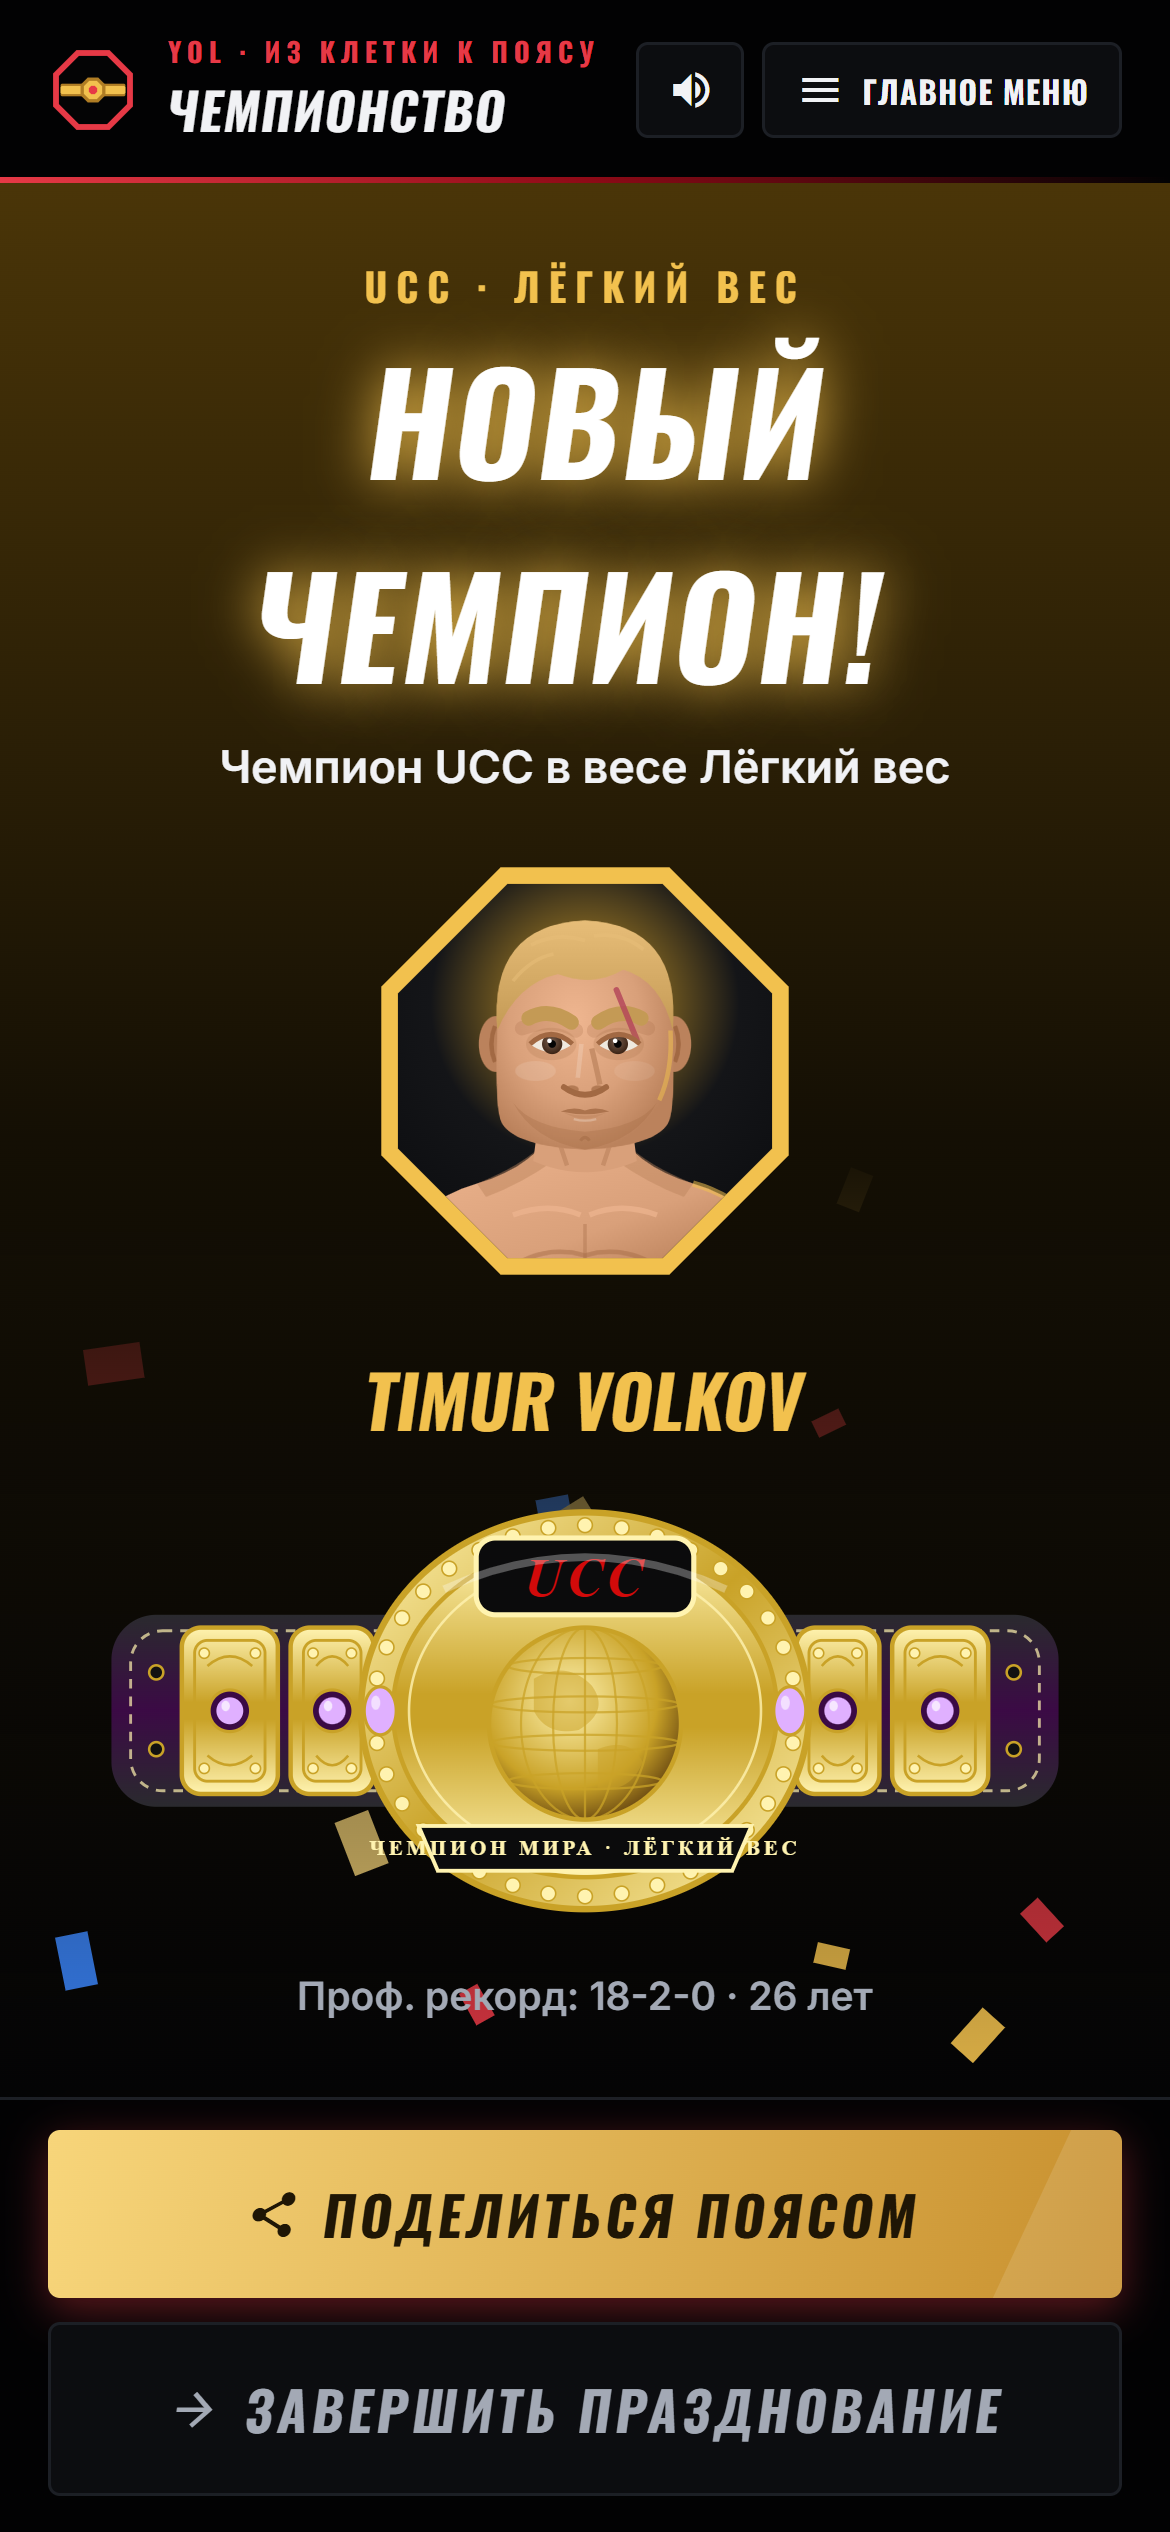 YOL · ИЗ КЛЕТКИ К ПОЯСУ
ЧЕМПИОНСТВО
ГЛАВНОЕ МЕНЮ
UCC · ЛЁГКИЙ ВЕС
НОВЫЙ
ЧЕМПИОН!
Чемпион UCC в весе Лёгкий вес
TIMUR VOLKOV
UCC
ЧЕМПИОН МИРА · ЛЁГКИЙ ВЕС
Проф. рекорд: 18-2-0 · 26 лет
ПОДЕЛИТЬСЯ ПОЯСОМ
ЗАВЕРШИТЬ ПРАЗДНОВАНИЕ